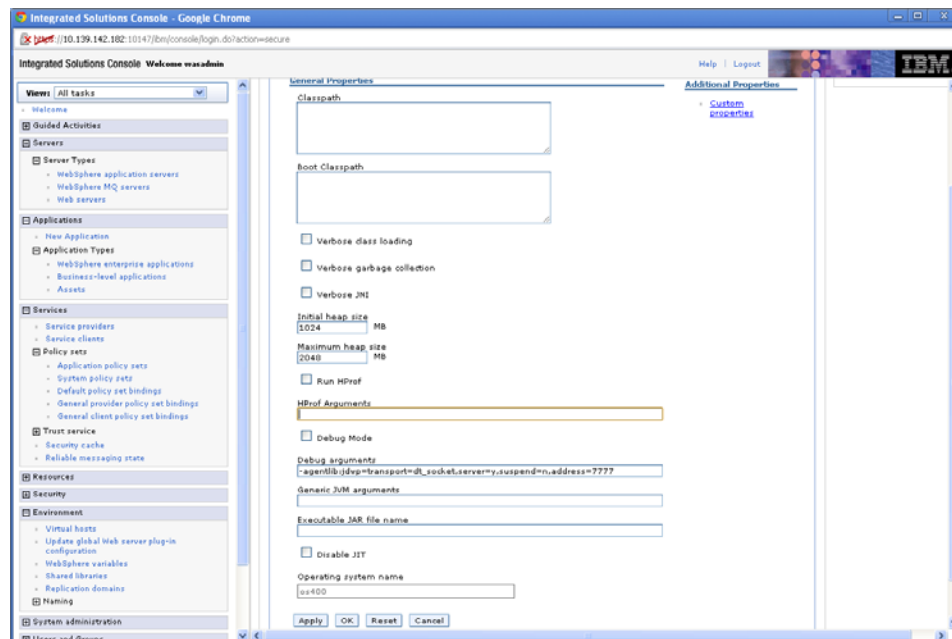 Integrated Solutions Console - Google Chrome
https://10.139.142.182:10147/ibm/console/login.do?action=secure
Integrated Solutions Console Welcome wasadmin
Help | Logout
IBM
View: All tasks
Welcome
Guided Activities
Servers
Server Types
WebSphere application servers
WebSphere MQ servers
Web servers
Applications
New Application
Application Types
WebSphere enterprise applications
Business-level applications
Assets
Services
Service providers
Service clients
Policy sets
Application policy sets
System policy sets
Default policy set bindings
General provider policy set bindings
General client policy set bindings
Trust service
Security cache
Reliable messaging state
Resources
Security
Environment
Virtual hosts
Update global Web server plug-in
configuration
WebSphere variables
Shared libraries
Replication domains
Naming
System administration
Users and Groups
General Properties
Classpath
Boot Classpath
Verbose class loading
Verbose garbage collection
Verbose JNI
Initial heap size
1024 MB
Maximum heap size
2048 MB
Run HProf
HProf Arguments
Debug Mode
Debug arguments
-agentlib:jdwp=transport=dt_socket,server=y,suspend=n,address=7777
Generic JVM arguments
Executable JAR file name
Disable JIT
Operating system name
os400
Apply OK Reset Cancel
Additional Properties
Custom
properties